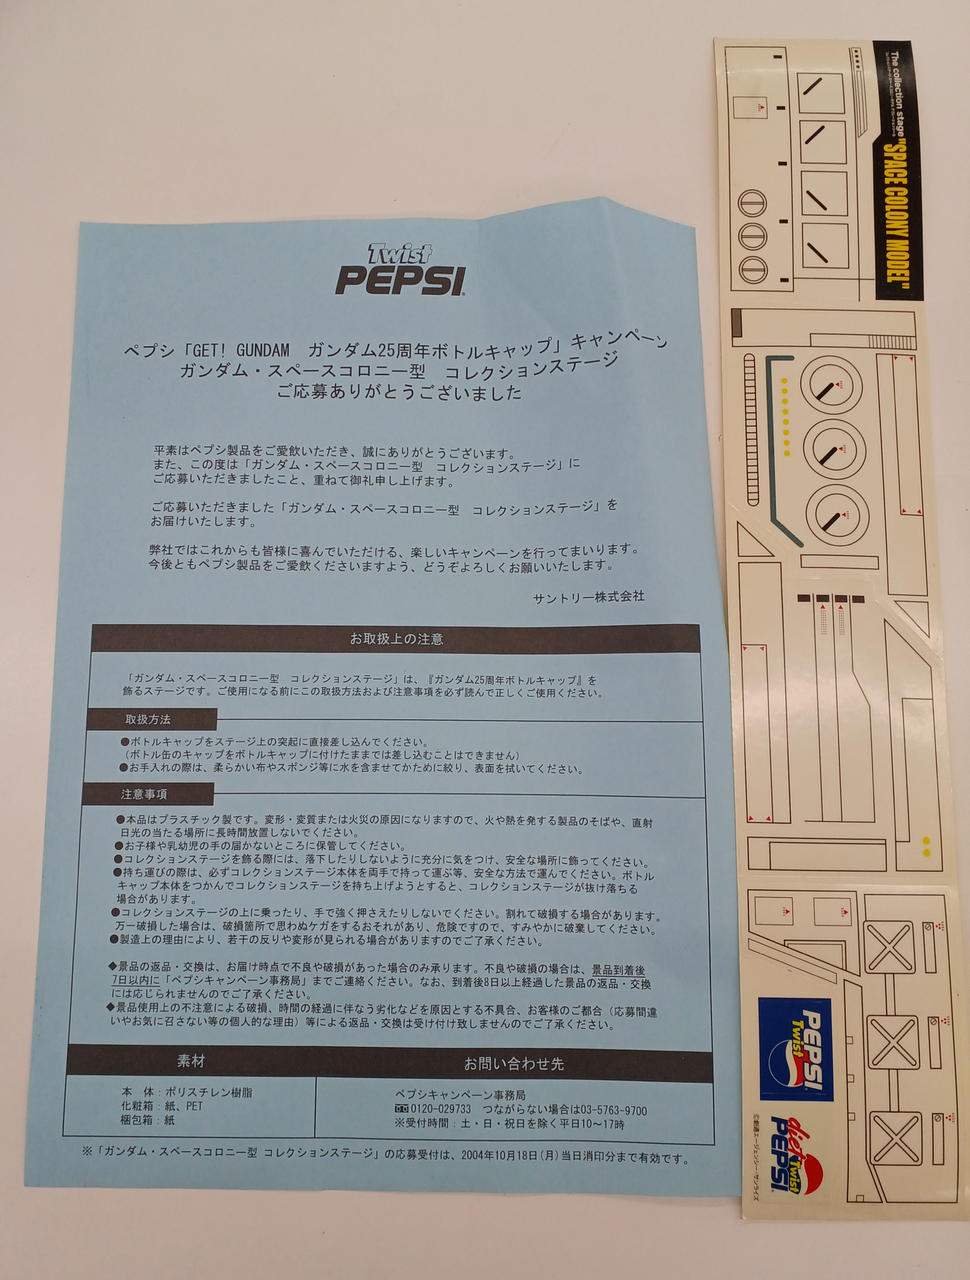 Twist
PEPSI
ペプシ「GET! GUNDAM　ガンダム25周年ボトルキャップ」キャンペーン
ガンダム・スペースコロニー型　コレクションステージ
ご応募ありがとうございました
平素はペプシ製品をご愛飲いただき、誠にありがとうございます。
また、この度は「ガンダム・スペースコロニー型　コレクションステージ」に
ご応募いただきましたこと、重ねて御礼申し上げます。
ご応募いただきました「ガンダム・スペースコロニー型　コレクションステージ」を
お届けいたします。
弊社ではこれからも皆様に喜んでいただける、楽しいキャンペーンを行ってまいります。
今後ともペプシ製品をご愛飲くださいますよう、どうぞよろしくお願いいたします。
サントリー株式会社
お取扱上の注意
「ガンダム・スペースコロニー型　コレクションステージ」は、『ガンダム25周年ボトルキャップ』を
飾るステージです。ご使用になる前にこの取扱方法および注意事項を必ず読んで正しくご使用ください。
取扱方法
●ボトルキャップをステージ上の突起に直接差し込んでください。
（ボトル缶のキャップをボトルキャップに付けたままでは差し込むことはできません）
●お手入れの際は、柔らかい布やスポンジ等に水を含ませてかために絞り、表面を拭いてください。
注意事項
●本品はプラスチック製です。変形・変質または火災の原因になりますので、火や熱を発する製品のそばや、直射
日光の当たる場所に長時間放置しないでください。
●お子様や乳幼児の手の届かないところに保管してください。
●コレクションステージを飾る際には、落下したりしないように充分に気をつけ、安全な場所に飾ってください。
●持ち運びの際は、必ずコレクションステージ本体を両手で持って運ぶ等、安全な方法で運んでください。ボトル
キャップ本体をつかんでコレクションステージを持ち上げようとすると、コレクションステージが抜け落ちる
場合があります。
●コレクションステージの上に乗ったり、手で強く押さえたりしないでください。割れて破損する場合があります。
万一破損した場合は、破損箇所で思わぬケガをするおそれがあり、危険ですので、すみやかに破棄してください。
●製造上の理由により、若干の反りや変形が見られる場合がありますのでご了承ください。
◆景品の返品・交換は、お届け時点で不良や破損があった場合のみ承ります。不良や破損の場合は、景品到着後
7日以内に「ペプシキャンペーン事務局」までご連絡ください。なお、到着後8日以上経過した景品の返品・交換
には応じられませんのでご了承ください。
◆景品使用上の不注意による破損、時間の経過に伴なう劣化などを原因とする不具合、お客様のご都合（応募間違
いやお気に召さない等の個人的な理由）等による返品・交換は受け付け致しませんのでご了承ください。
素材
本　体：ポリスチレン樹脂
化粧箱：紙、PET
梱包箱：紙
お問い合わせ先
ペプシキャンペーン事務局
0120-029733　つながらない場合は03-5763-9700
※受付時間：土・日・祝日を除く平日10～17時
※「ガンダム・スペースコロニー型 コレクションステージ」の応募受付は、2004年10月18日(月)当日消印分まで有効です。
The collection stage
"SPACE COLONY MODEL"
PEPSI
Twist
diet
PEPSI
Twist
©創通エージェンシー・サンライズ